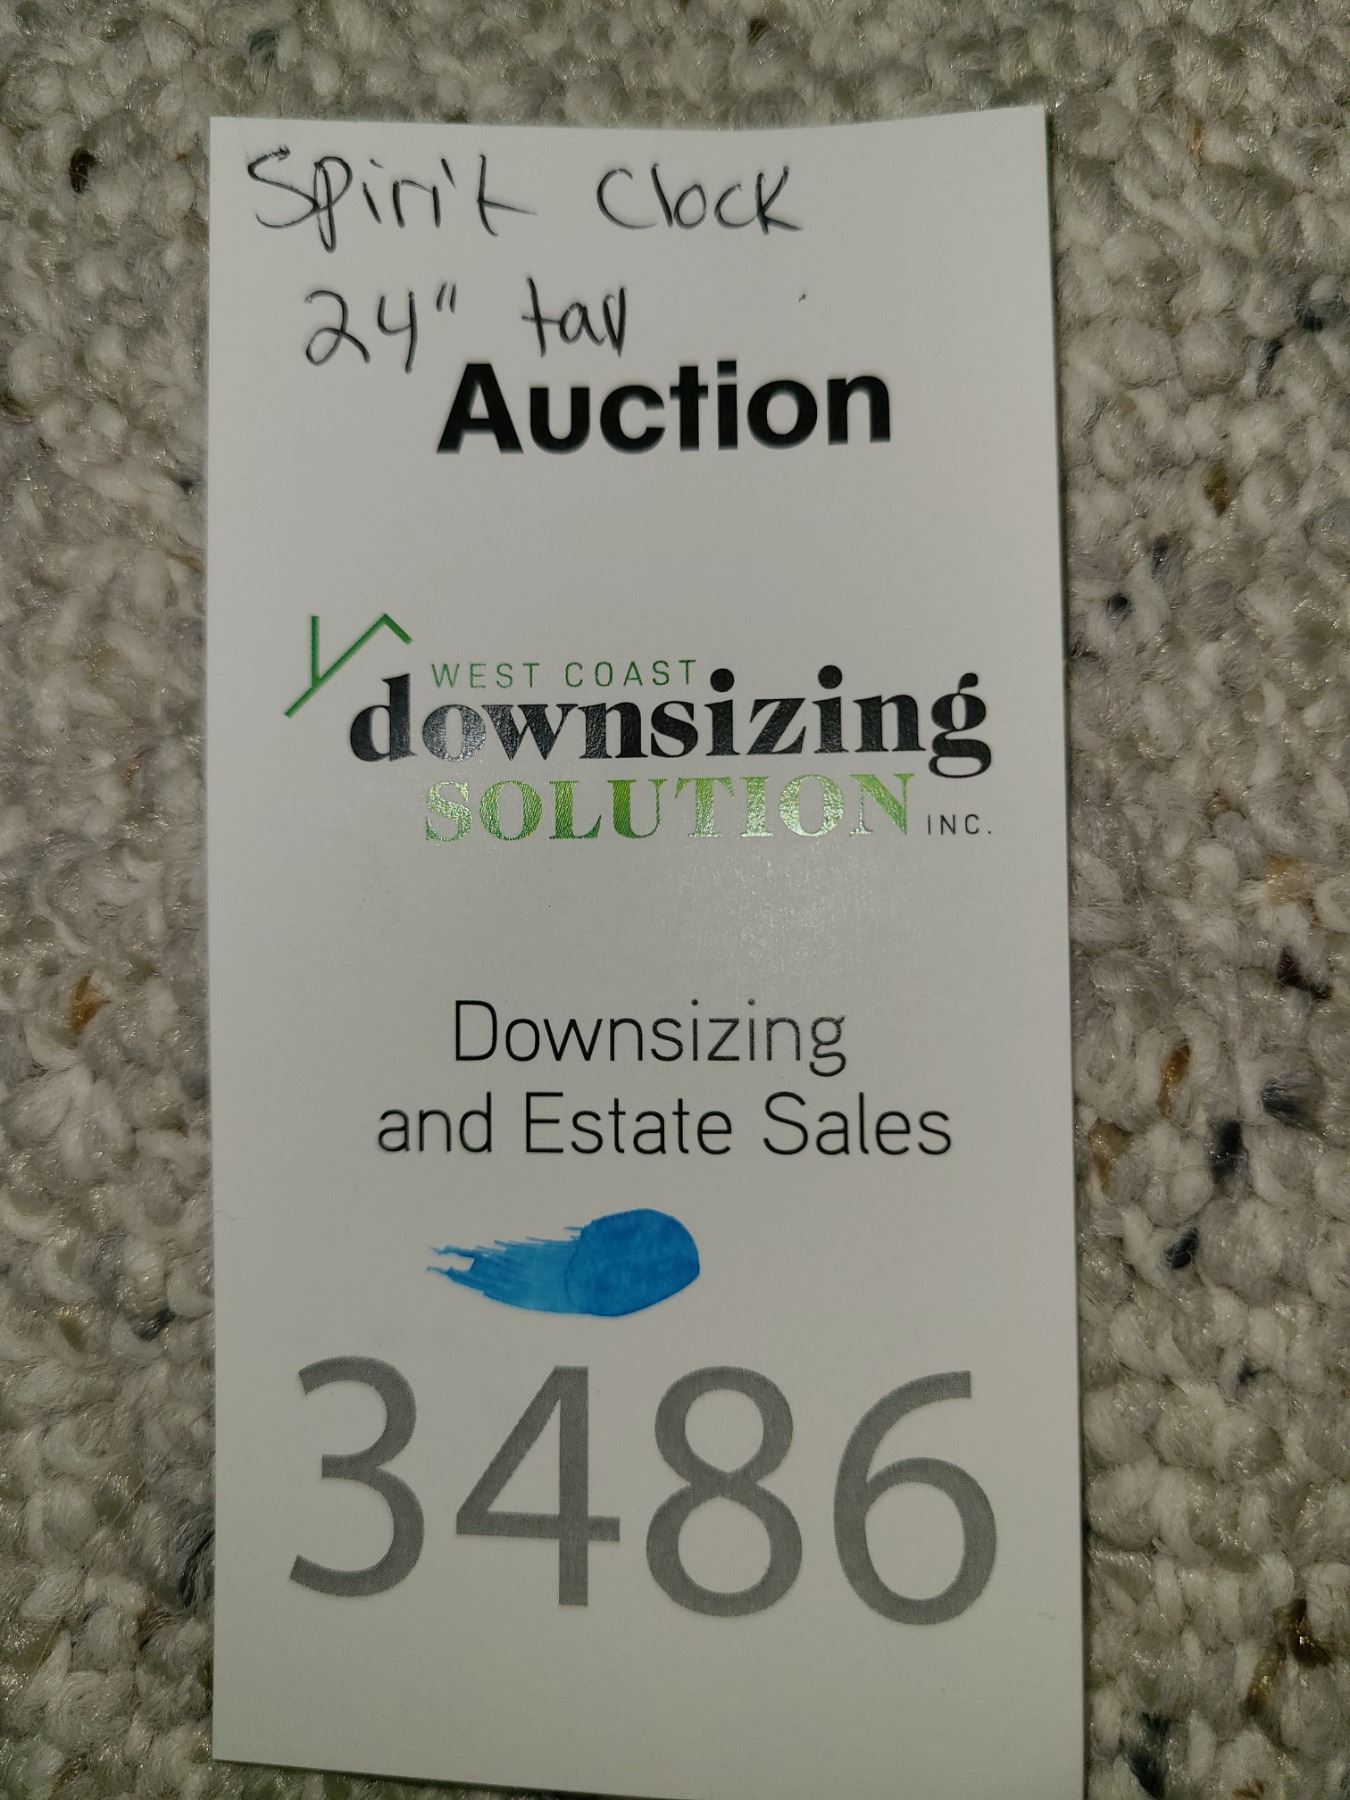 Spirit Clock
24" tall
Auction
WEST COAST
downsizing
SOLUTION INC.
Downsizing
and Estate Sales
3486